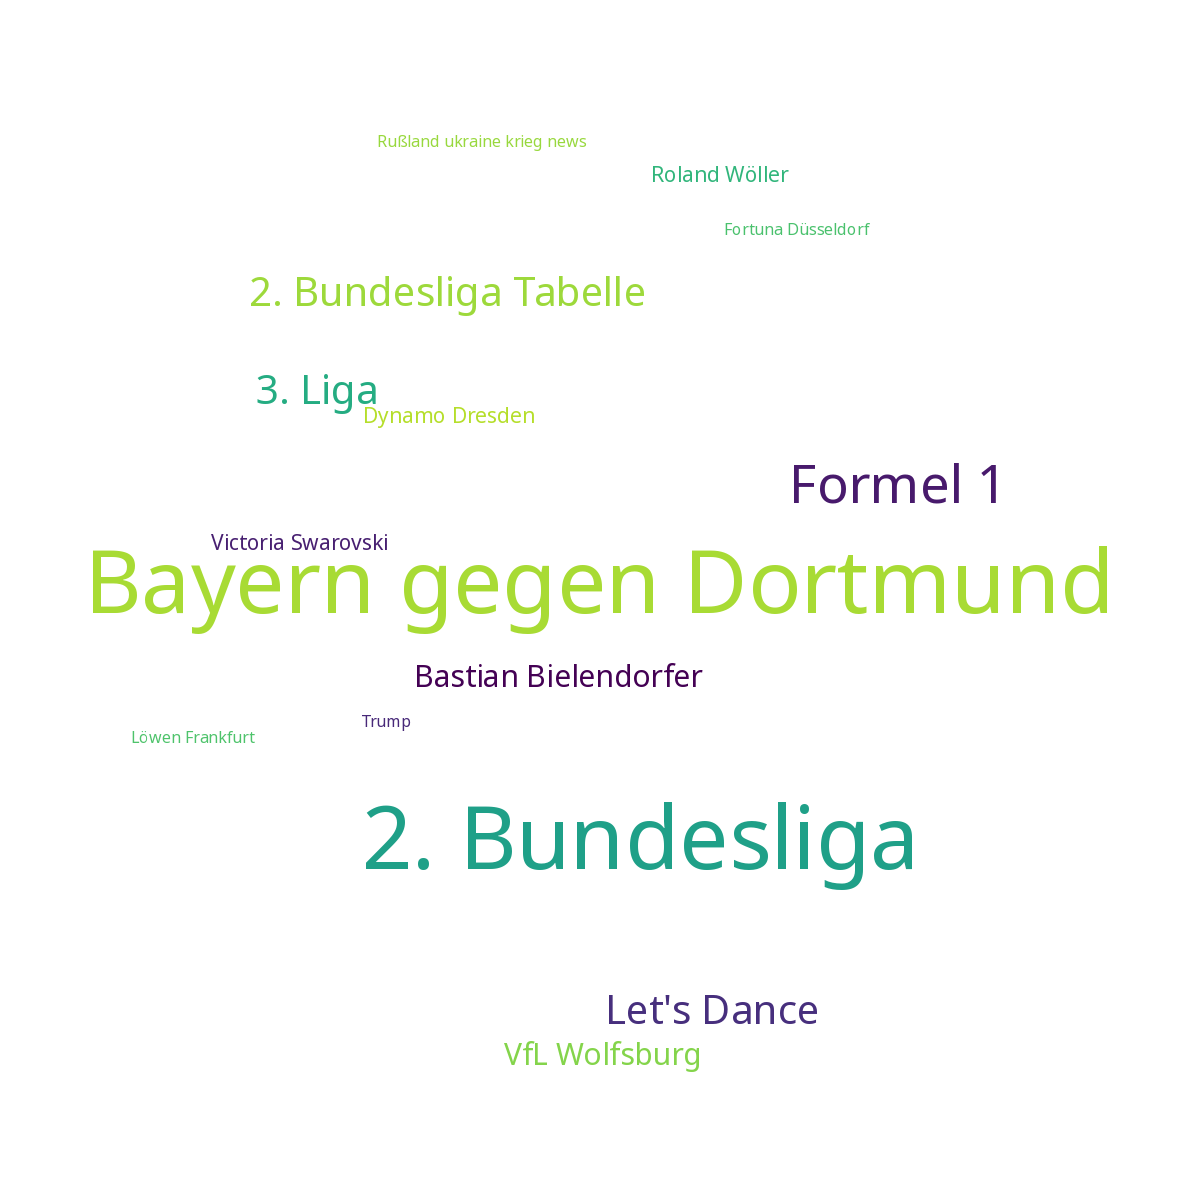 Rußland ukraine krieg news
Roland Wöller
Fortuna Düsseldorf
2. Bundesliga Tabelle
3. Liga
Dynamo Dresden
Formel 1
Victoria Swarovski
Bayern gegen Dortmund
Bastian Bielendorfer
Trump
Löwen Frankfurt
2. Bundesliga
Let's Dance
VfL Wolfsburg